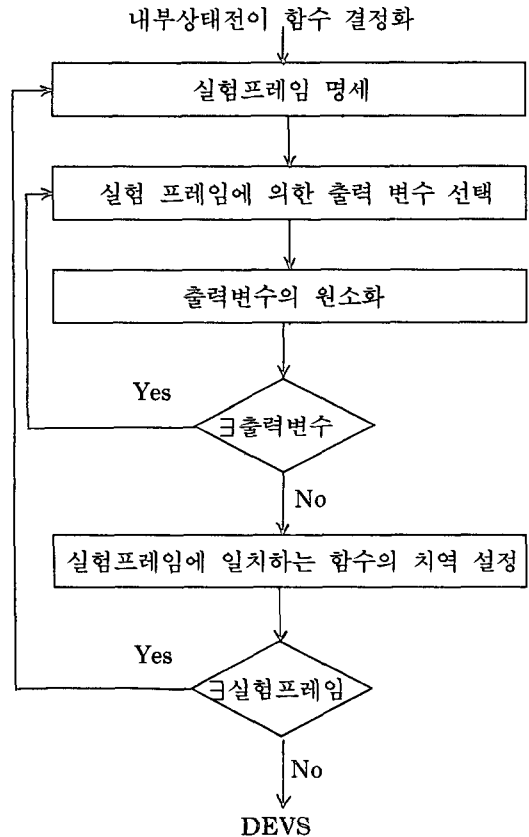 내부상태전이 함수 결정화
실험프레임 명세
실험 프레임에 의한 출력 변수 선택
출력변수의 원소화
Yes
∃출력변수
No
실험프레임에 일치하는 함수의 치역 설정
Yes
∃실험프레임
No
DEVS